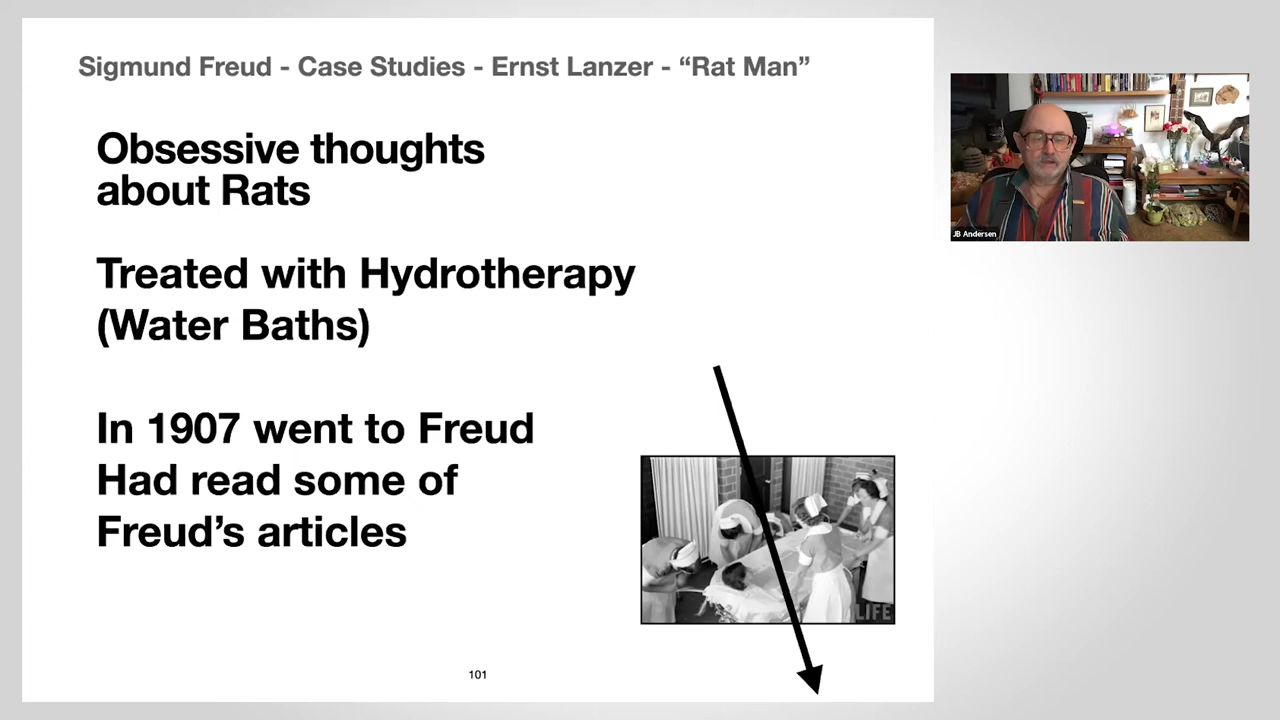 Sigmund Freud - Case Studies - Ernst Lanzer - “Rat Man”
Obsessive thoughts
about Rats
Treated with Hydrotherapy
(Water Baths)
In 1907 went to Freud
Had read some of
Freud’s articles
LIFE
101
JB Andersen